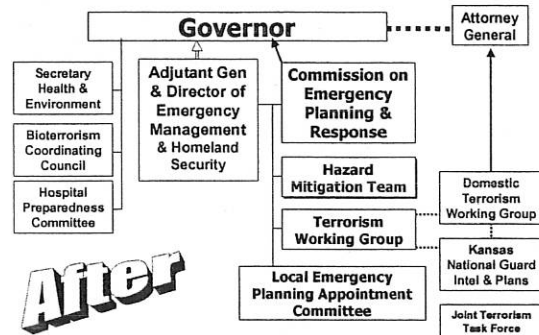 Governor
Attorney
General
Secretary
Health &
Environment
Adjutant Gen
& Director of
Emergency
Management
& Homeland
Security
Commission on
Emergency
Planning &
Response
Bioterrorism
Coordinating
Council
Hospital
Preparedness
Committee
Hazard
Mitigation Team
Terrorism
Working Group
Local Emergency
Planning Appointment
Committee
Domestic
Terrorism
Working Group
Kansas
National Guard
Intel & Plans
Joint Terrorism
Task Force
After